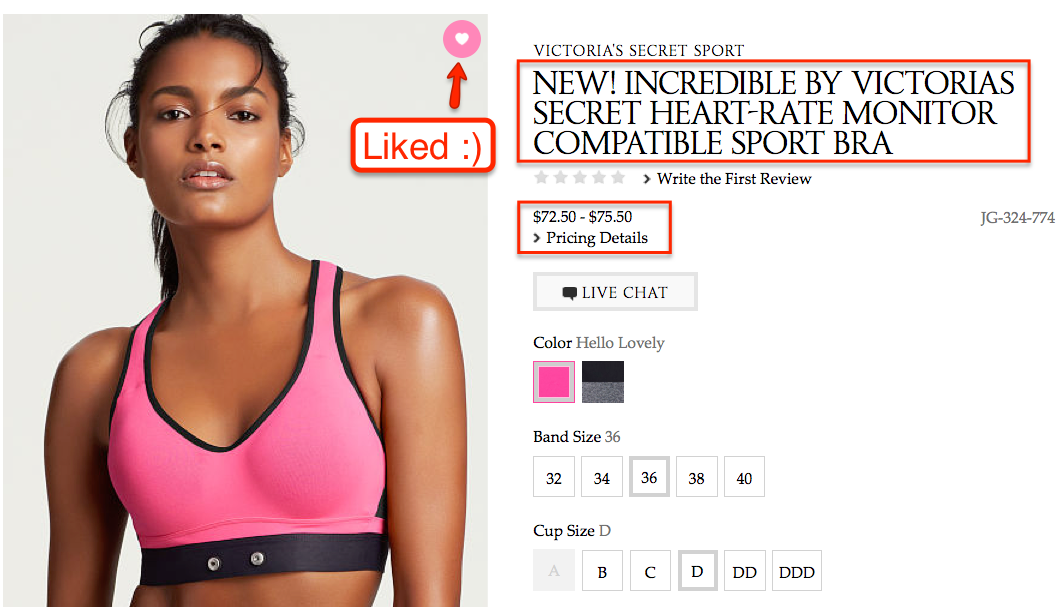 Liked :)
VICTORIA'S SECRET SPORT
NEW! INCREDIBLE BY VICTORIAS
SECRET HEART-RATE MONITOR
COMPATIBLE SPORT BRA
Write the First Review
$72.50 - $75.50
JG-324-774
Pricing Details
LIVE CHAT
Color Hello Lovely
Band Size 36
32 34 36 38 40
Cup Size D
A B C D DD DDD